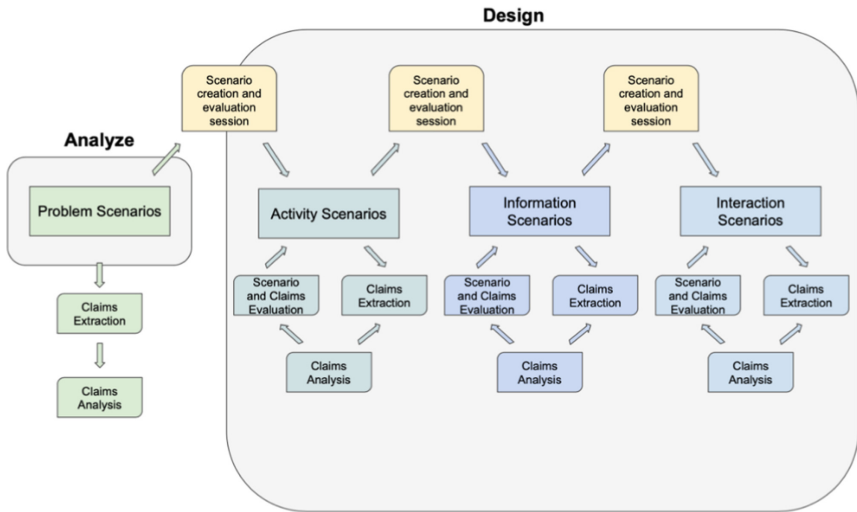 Design
Scenario
creation and
evaluation
session
Scenario
creation and
evaluation
session
Scenario
creation and
evaluation
session
Analyze
Problem Scenarios
Activity Scenarios
Information
Scenarios
Interaction
Scenarios
Claims
Extraction
Claims
Analysis
Scenario
and Claims
Evaluation
Claims
Extraction
Claims
Analysis
Scenario
and Claims
Evaluation
Claims
Extraction
Claims
Analysis
Scenario
and Claims
Evaluation
Claims
Extraction
Claims
Analysis